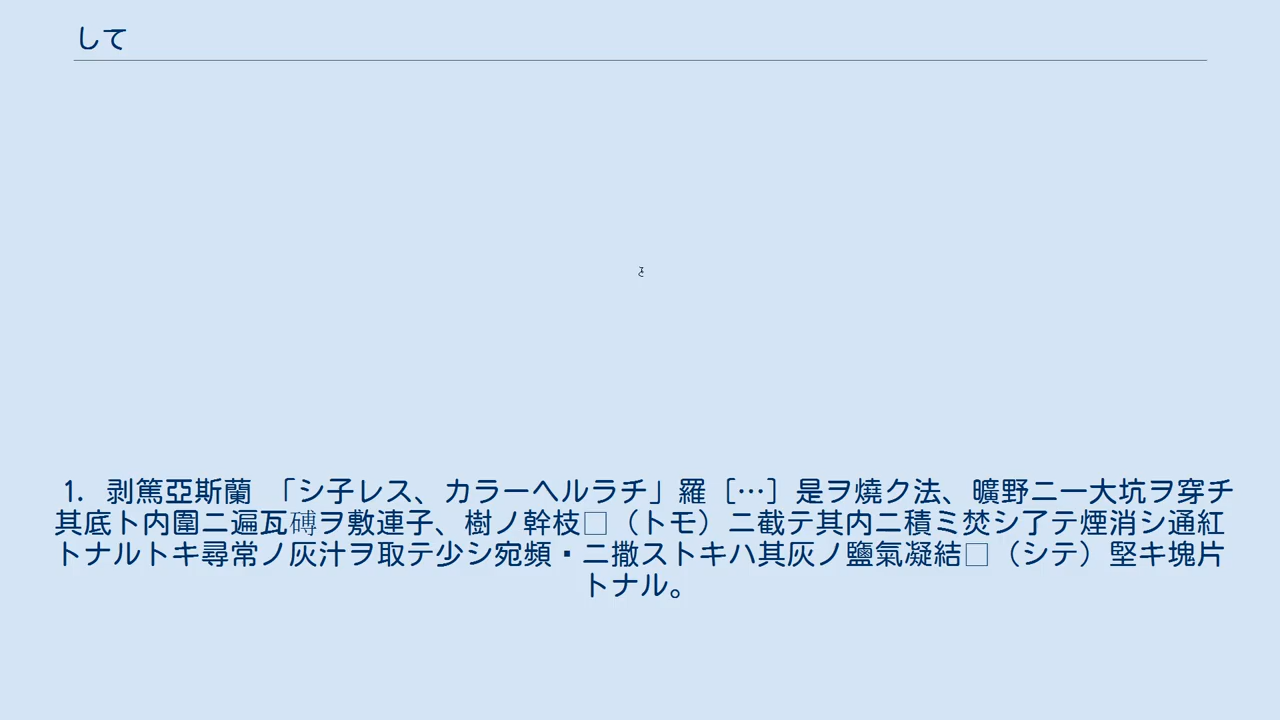 して
1. 剥篤亞斯蘭 「シ子レス、カラーヘルラチ」羅［…］是ヲ燒ク法、曠野ニ一大坑ヲ穿チ
其底ト内圍ニ遍瓦磚ヲ敷連子、樹ノ幹枝□（トモ）ニ截テ其内ニ積ミ焚シ了テ煙消シ通紅
トナルトキ尋常ノ灰汁ヲ取テ少シ宛頻・ニ撒ストキハ其灰ノ鹽氣凝結□（シテ）堅キ塊片
トナル。